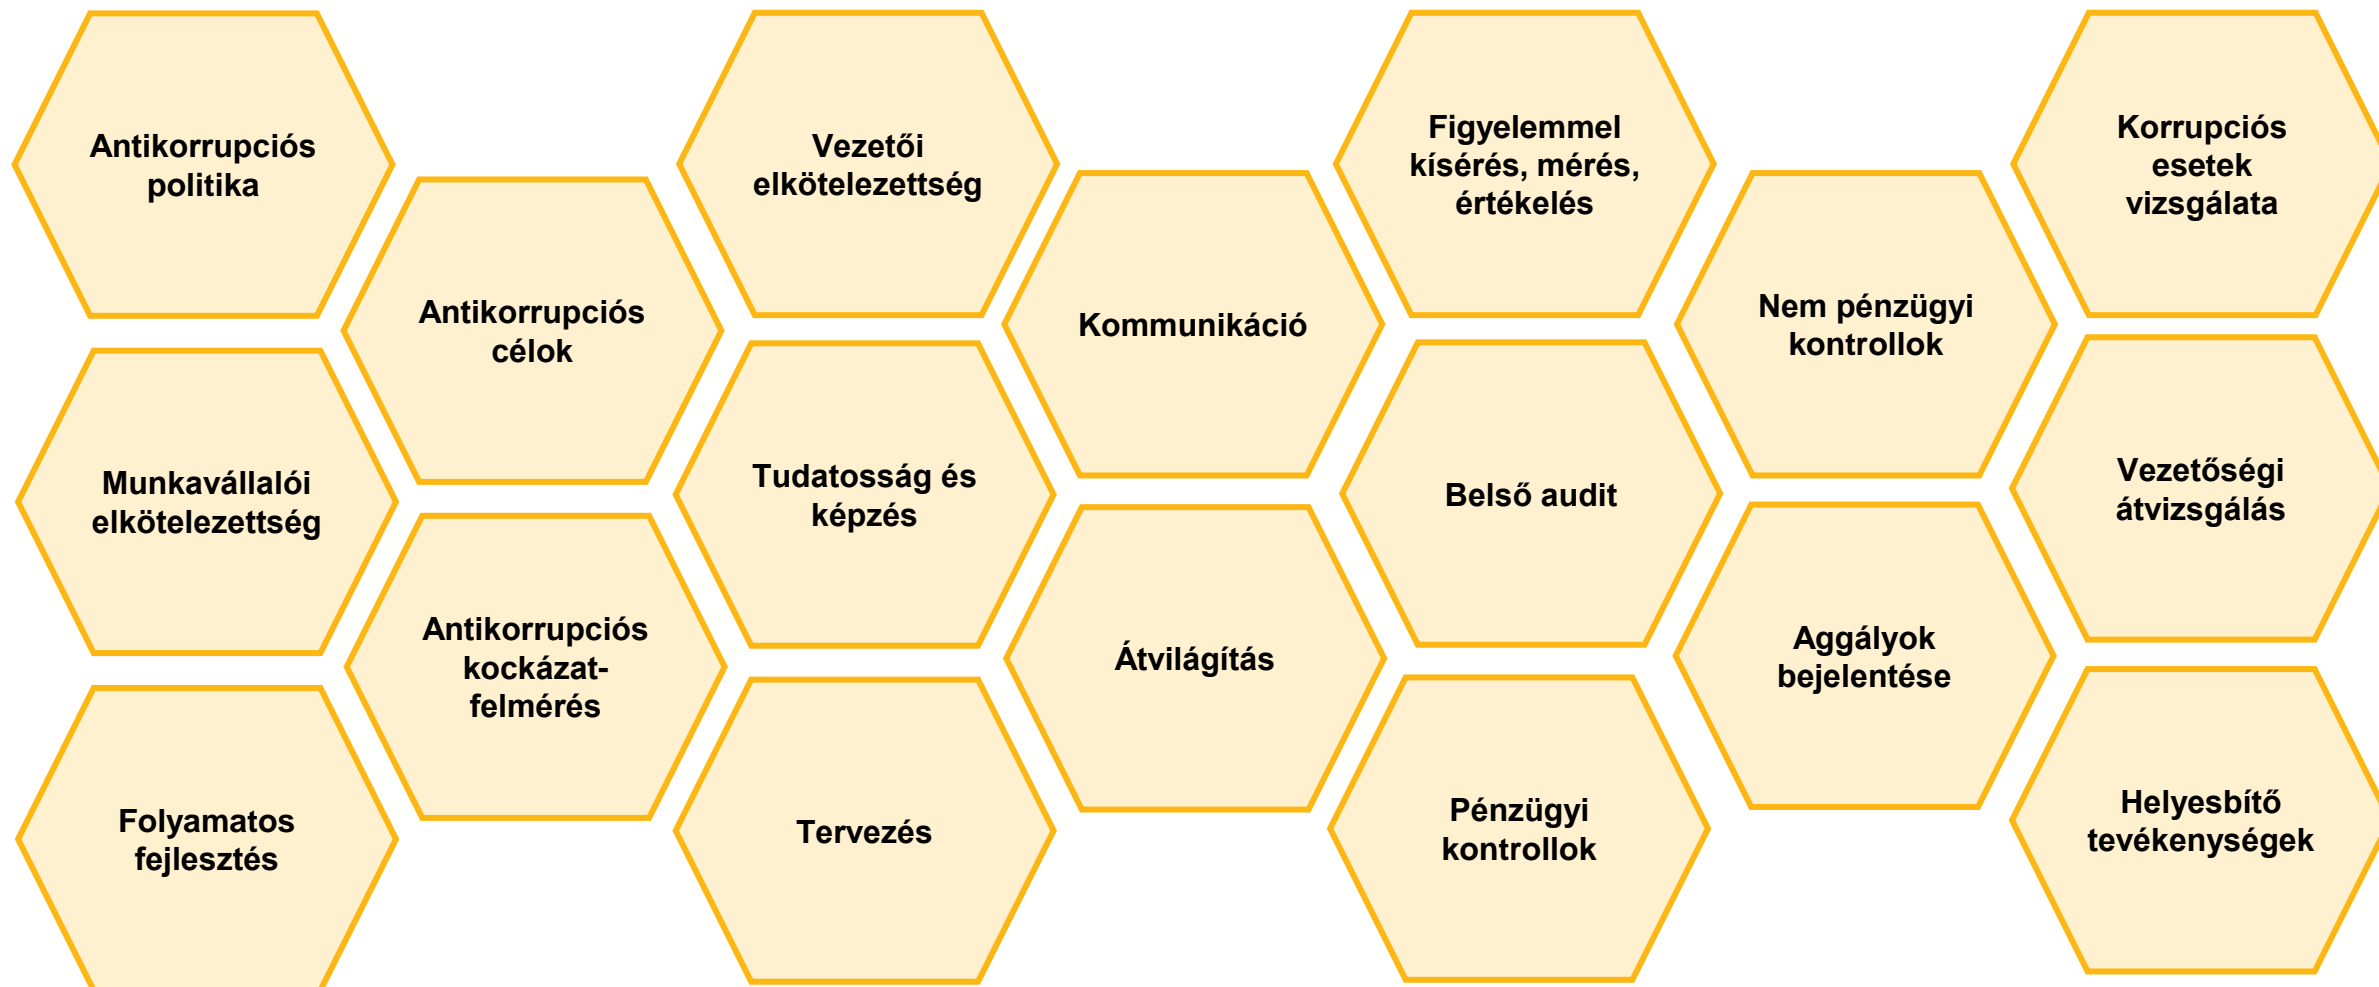 Antikorrupciós
politika
Munkavállalói
elkötelezettség
Folyamatos
fejlesztés
Antikorrupciós
célok
Antikorrupciós
kockázat-
felmérés
Vezetői
elkötelezettség
Tudatosság és
képzés
Tervezés
Kommunikáció
Átvilágítás
Figyelemmel
kísérés, mérés,
értékelés
Belső audit
Pénzügyi
kontrollok
Nem pénzügyi
kontrollok
Aggályok
bejelentése
Korrupciós
esetek
vizsgálata
Vezetőségi
átvizsgálás
Helyesbítő
tevékenységek